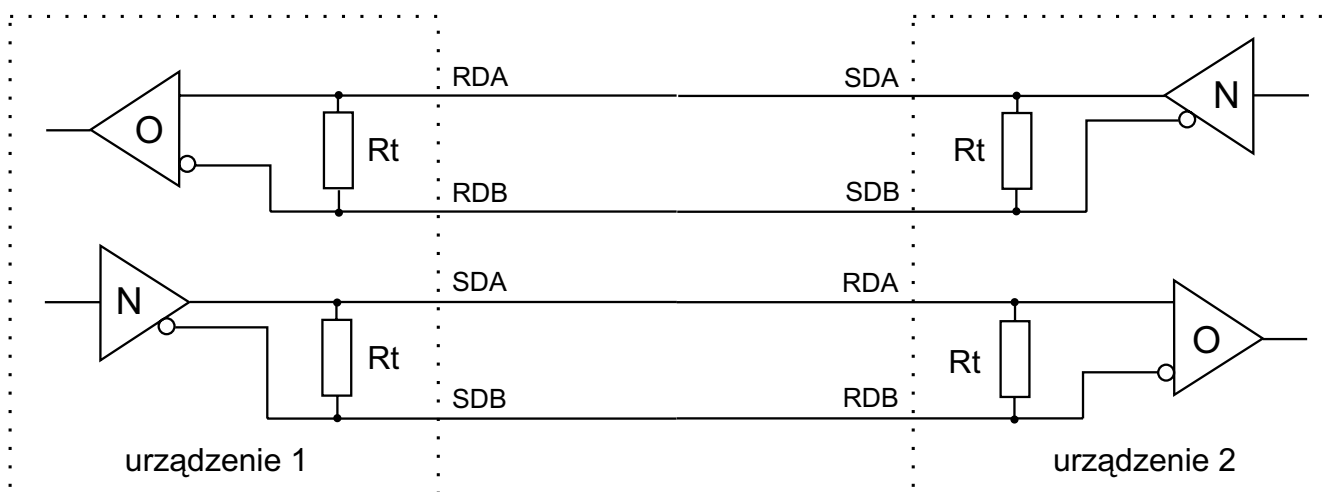 RDA
SDA
O
N
Rt
Rt
RDB
SDB
N
SDA
RDA
O
Rt
Rt
SDB
RDB
urządzenie 1
urządzenie 2